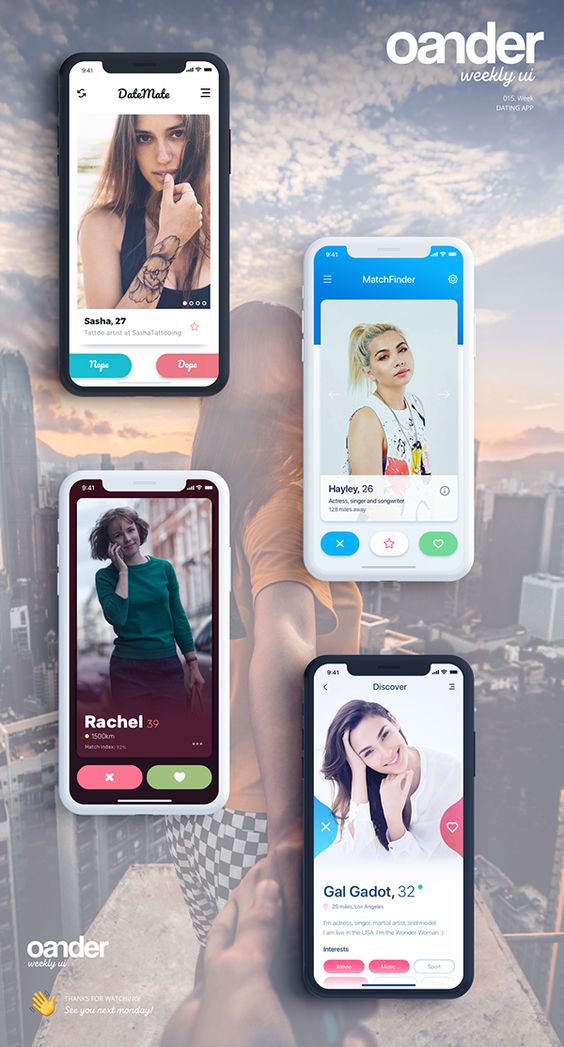 oander
weekly ui
015. Week
DATING APP
9:41
DateMate
Sasha, 27
Tattoo artist at SashaTattooing
Nope
Dope
9:41
MatchFinder
Hayley, 26
Actress, singer and songwriter
128 miles away
9:41
Rachel 39
1500km
Match index: 92%
9:41
Discover
Gal Gadot, 32
25 miles, Los Angeles
I'm actress, singer, martial artist, and model.
I am live in the USA. I'm the Wonder Woman :)
Interests
Movie Music Sport
oander
weekly ui
THANKS FOR WATCHING!
See you next monday!